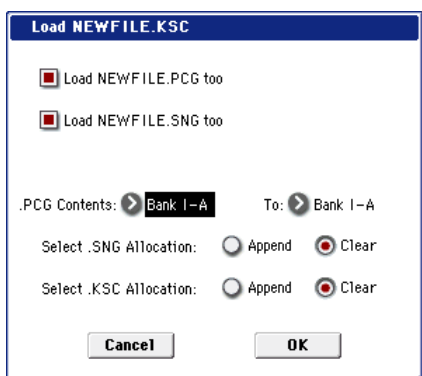 Load NEWFILE.KSC
Load NEWFILE.PCG too
Load NEWFILE.SNG too
.PCG Contents: Bank I-A To: Bank I-A
Select .SNG Allocation: Append Clear
Select .KSC Allocation: Append Clear
Cancel OK